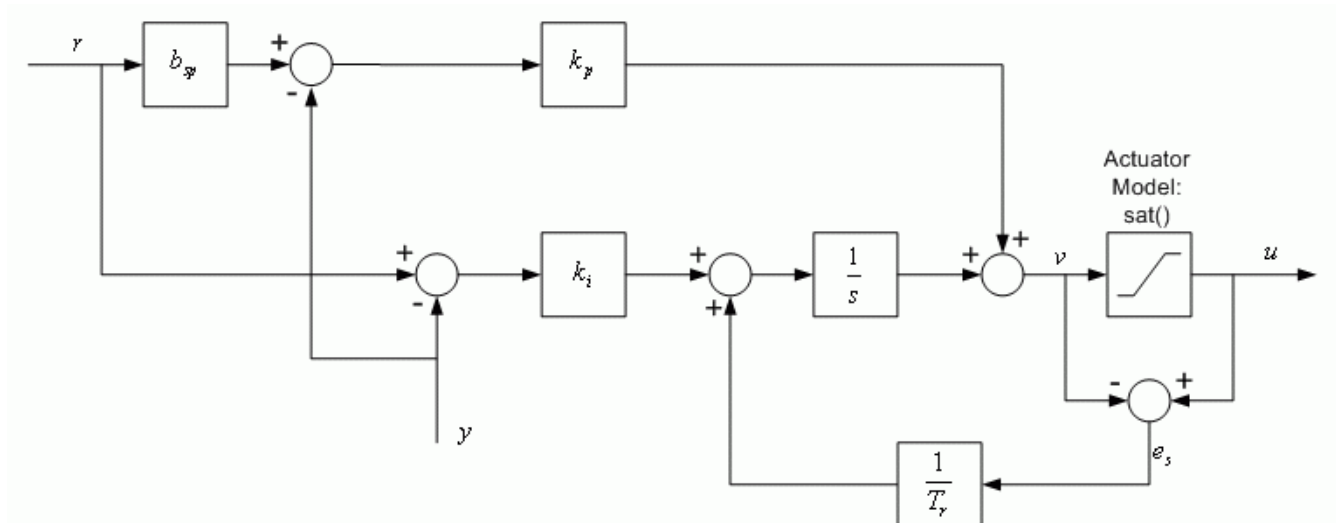 r
b_sp
+
-
k_p
Actuator
Model:
sat()
+
-
k_i
+
+
1
s
+
+
v
u
-
+
y
e_s
1
T_r